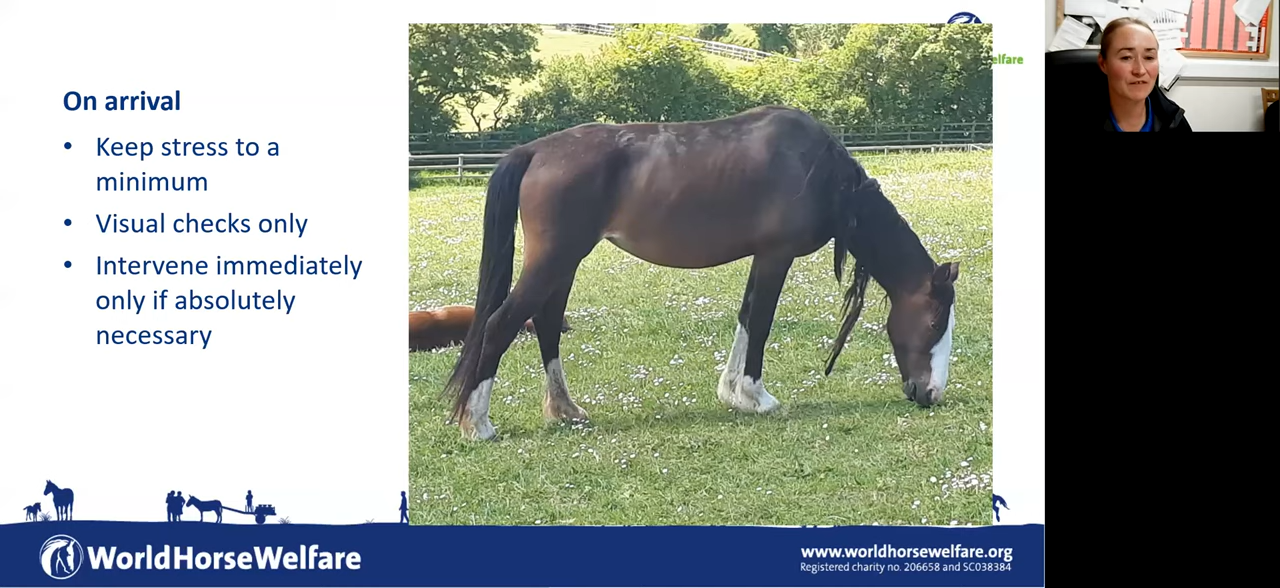 On arrival
• Keep stress to a
minimum
• Visual checks only
• Intervene immediately
only if absolutely
necessary
elfare
WorldHorseWelfare
www.worldhorsewelfare.org
Registered charity no. 206658 and SC038384